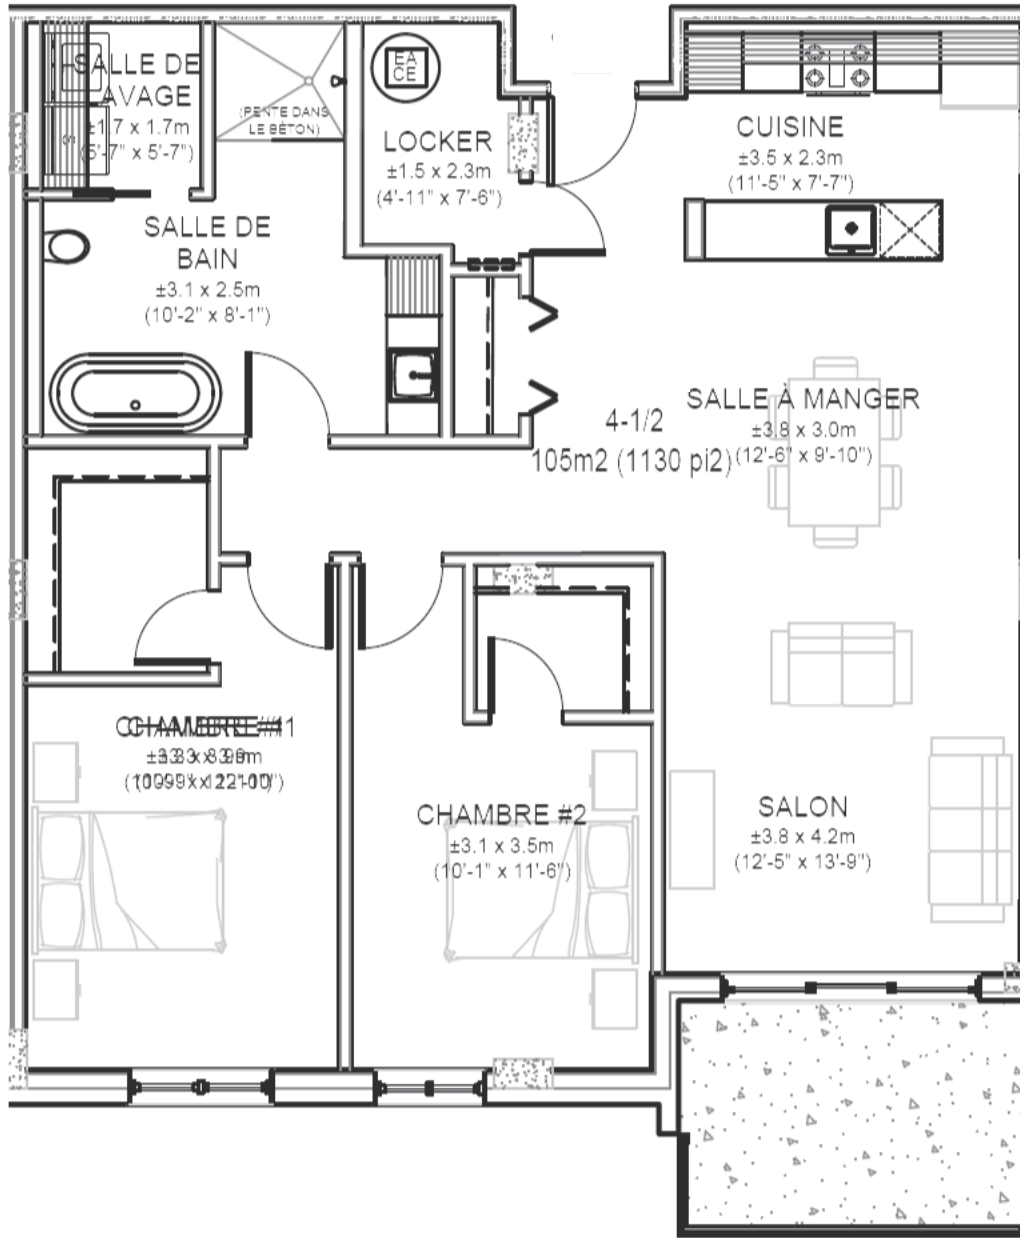 SALLE DE
LAVAGE
±1.7 x 1.7m
(5'-7" x 5'-7")
(PENTE DANS
LE BÉTON)
EA
CE
LOCKER
±1.5 x 2.3m
(4'-11" x 7'-6")
CUISINE
±3.5 x 2.3m
(11'-5" x 7'-7")
SALLE DE
BAIN
±3.1 x 2.5m
(10'-2" x 8'-1")
SALLE À MANGER
±3.8 x 3.0m
(12'-6" x 9'-10")
4-1/2
105m2 (1130 pi2)
CHAMBRE #1
CHAMBRE #2
±3.1 x 3.5m
(10'-1" x 11'-6")
SALON
±3.8 x 4.2m
(12'-5" x 13'-9")